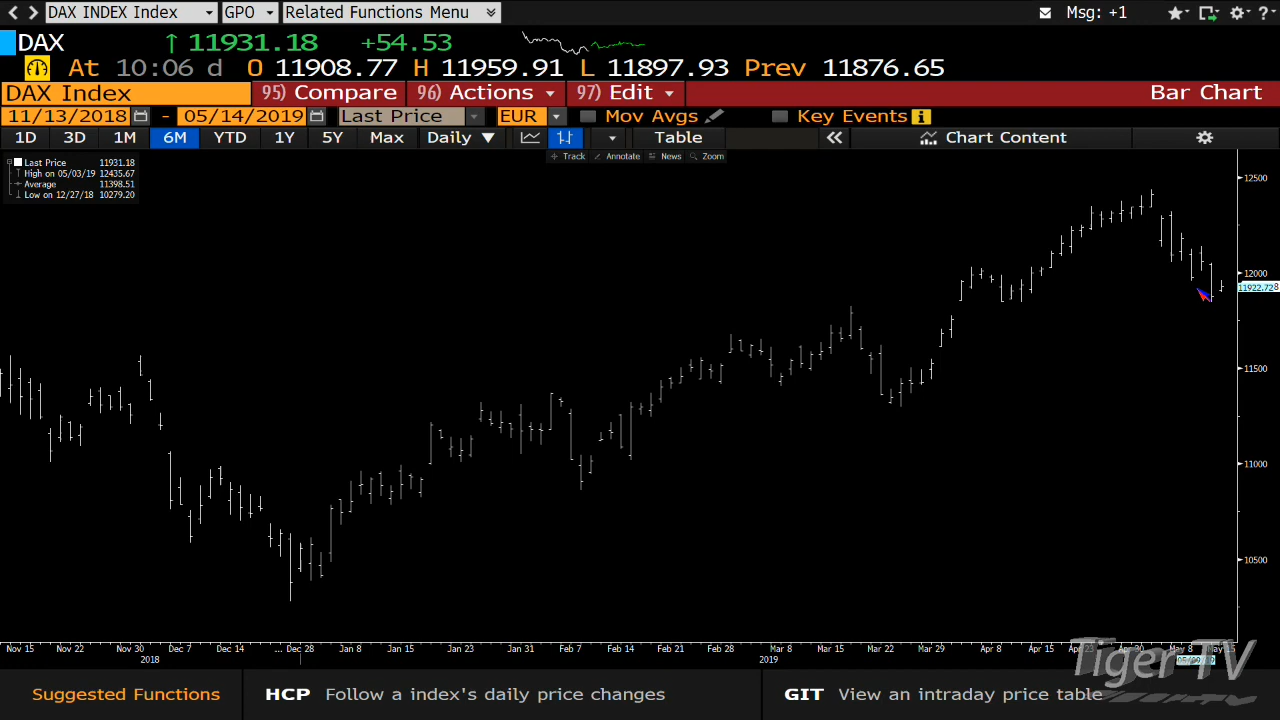 DAX INDEX Index GPO Related Functions Menu Msg: +1 ?
DAX ↑ 11931.18 +54.53
At 10:06 d O 11908.77 H 11959.91 L 11897.93 Prev 11876.65
DAX Index 95) Compare 96) Actions 97) Edit Bar Chart
11/13/2018 - 05/14/2019 Last Price EUR Mov Avgs Key Events
1D 3D 1M 6M YTD 1Y 5Y Max Daily ▼ Table « Chart Content
Track Annotate News Zoom
Last Price 11931.18
High on 05/03/19 12435.67
Average 11398.51
Low on 12/27/18 10279.20
12500
12000
11922.728
11500
11000
10500
Nov 15 Nov 22 Nov 30 Dec 7 Dec 14 ... Dec 28 Jan 8 Jan 15 Jan 23 Jan 31 Feb 7 Feb 14 Feb 21 Feb 28 Mar 8 Mar 15 Mar 22 Mar 29 Apr 8 Apr 15 Apr 23 Apr 30 May 8 May 15
2018 2019
Tiger-TV
Suggested Functions HCP Follow a index's daily price changes GIT View an intraday price table